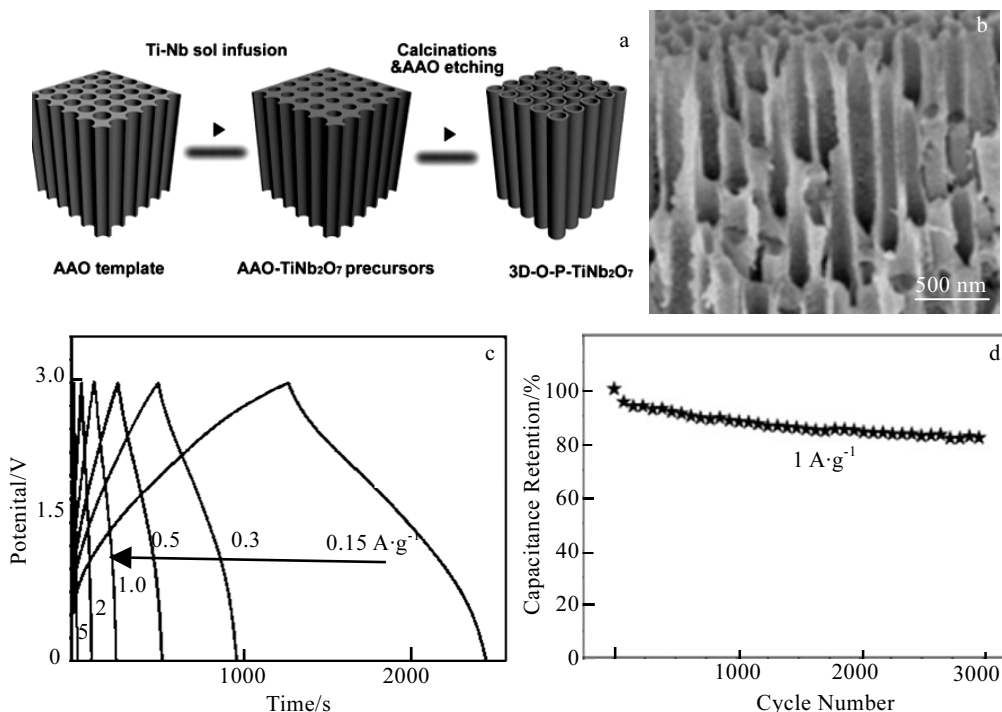 a
Ti-Nb sol infusion
Calcinations
&AAO etching
AAO template
AAO-TiNb₂O₇ precursors
3D-O-P-TiNb₂O₇
b
500 nm
c
Potenital/V
3.0
1.5
0
0.15 A·g⁻¹
0.3
0.5
1.0
2
5
1000
2000
Time/s
d
Capacitance Retention/%
100
80
60
40
20
0
1 A·g⁻¹
1000
2000
3000
Cycle Number